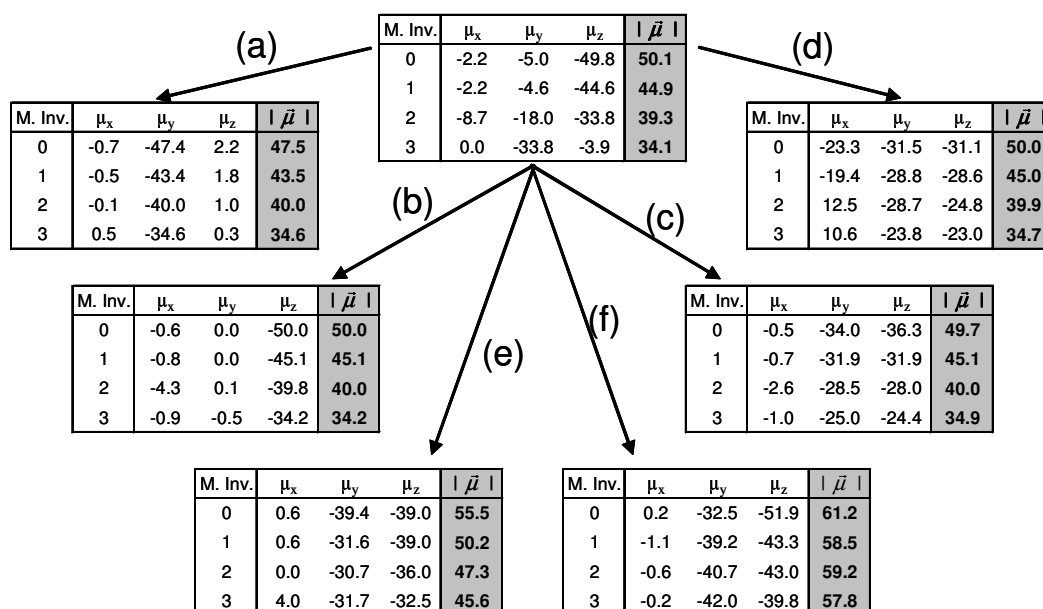 M. Inv. μx μy μz | μ⃗ |
0 -2.2 -5.0 -49.8 50.1
1 -2.2 -4.6 -44.6 44.9
2 -8.7 -18.0 -33.8 39.3
3 0.0 -33.8 -3.9 34.1
(a)
(d)
M. Inv. μx μy μz | μ⃗ |
0 -0.7 -47.4 2.2 47.5
1 -0.5 -43.4 1.8 43.5
2 -0.1 -40.0 1.0 40.0
3 0.5 -34.6 0.3 34.6
M. Inv. μx μy μz | μ⃗ |
0 -23.3 -31.5 -31.1 50.0
1 -19.4 -28.8 -28.6 45.0
2 12.5 -28.7 -24.8 39.9
3 10.6 -23.8 -23.0 34.7
(b)
(c)
M. Inv. μx μy μz | μ⃗ |
0 -0.6 0.0 -50.0 50.0
1 -0.8 0.0 -45.1 45.1
2 -4.3 0.1 -39.8 40.0
3 -0.9 -0.5 -34.2 34.2
(e)
(f)
M. Inv. μx μy μz | μ⃗ |
0 -0.5 -34.0 -36.3 49.7
1 -0.7 -31.9 -31.9 45.1
2 -2.6 -28.5 -28.0 40.0
3 -1.0 -25.0 -24.4 34.9
M. Inv. μx μy μz | μ⃗ |
0 0.6 -39.4 -39.0 55.5
1 0.6 -31.6 -39.0 50.2
2 0.0 -30.7 -36.0 47.3
3 4.0 -31.7 -32.5 45.6
M. Inv. μx μy μz | μ⃗ |
0 0.2 -32.5 -51.9 61.2
1 -1.1 -39.2 -43.3 58.5
2 -0.6 -40.7 -43.0 59.2
3 -0.2 -42.0 -39.8 57.8